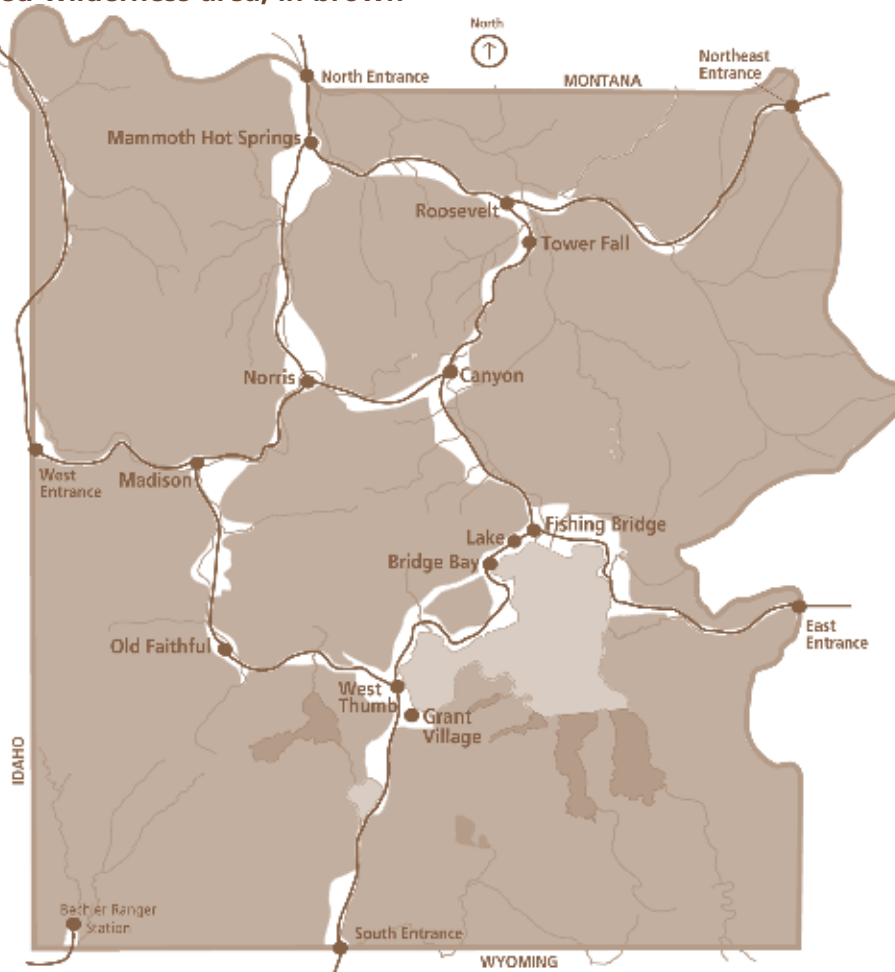 North
North Entrance
MONTANA
Northeast
Entrance
Mammoth Hot Springs
Roosevelt
Tower Fall
Norris
Canyon
West
Entrance
Madison
Fishing Bridge
Lake
Bridge Bay
Old Faithful
East
Entrance
West
Thumb
Grant
Village
IDAHO
Bechler Ranger
Station
South Entrance
WYOMING